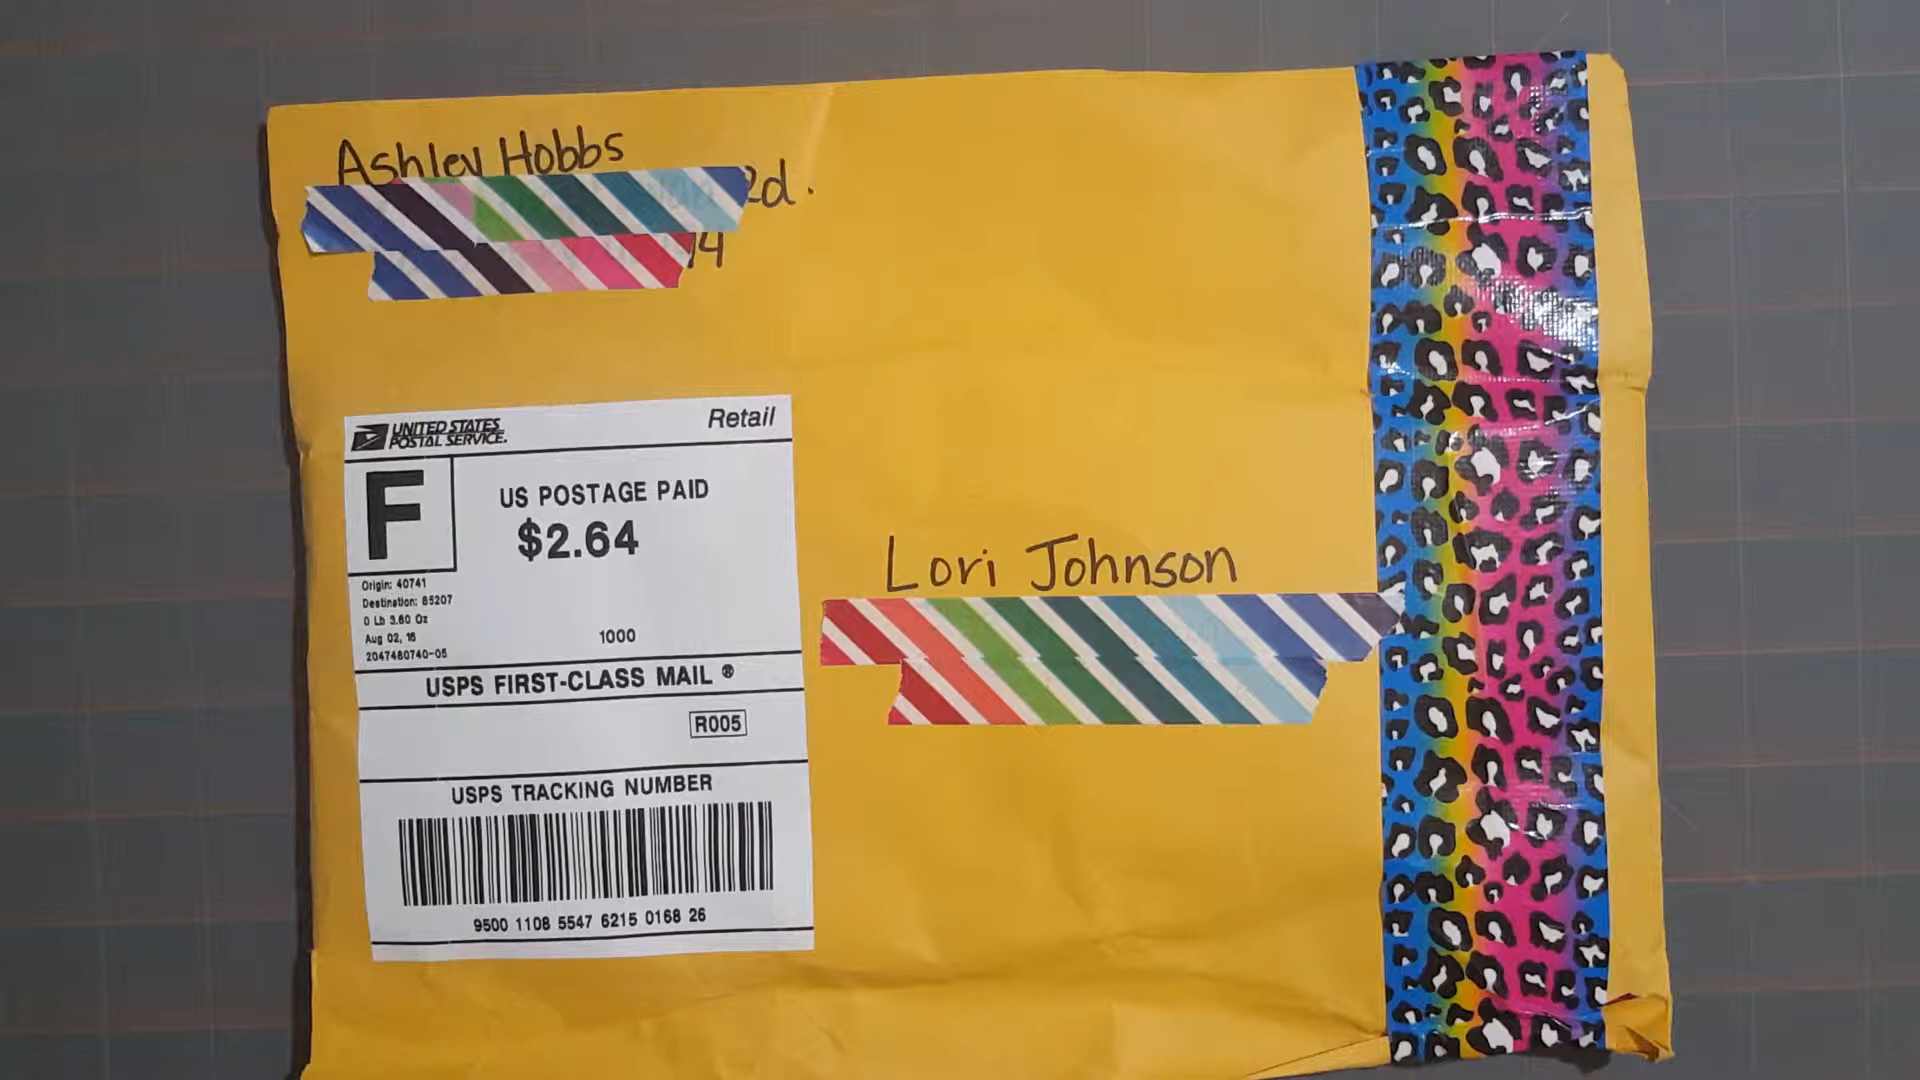 Ashley Hobbs
Rd.
UNITED STATES
POSTAL SERVICE.
Retail
F
US POSTAGE PAID
$2.64
Origin: 40741
Destination: 85207
0 Lb 3.60 Oz
Aug 02, 16
2047480740-05
1000
USPS FIRST-CLASS MAIL ®
R005
USPS TRACKING NUMBER
9500 1108 5547 6215 0168 26
Lori Johnson